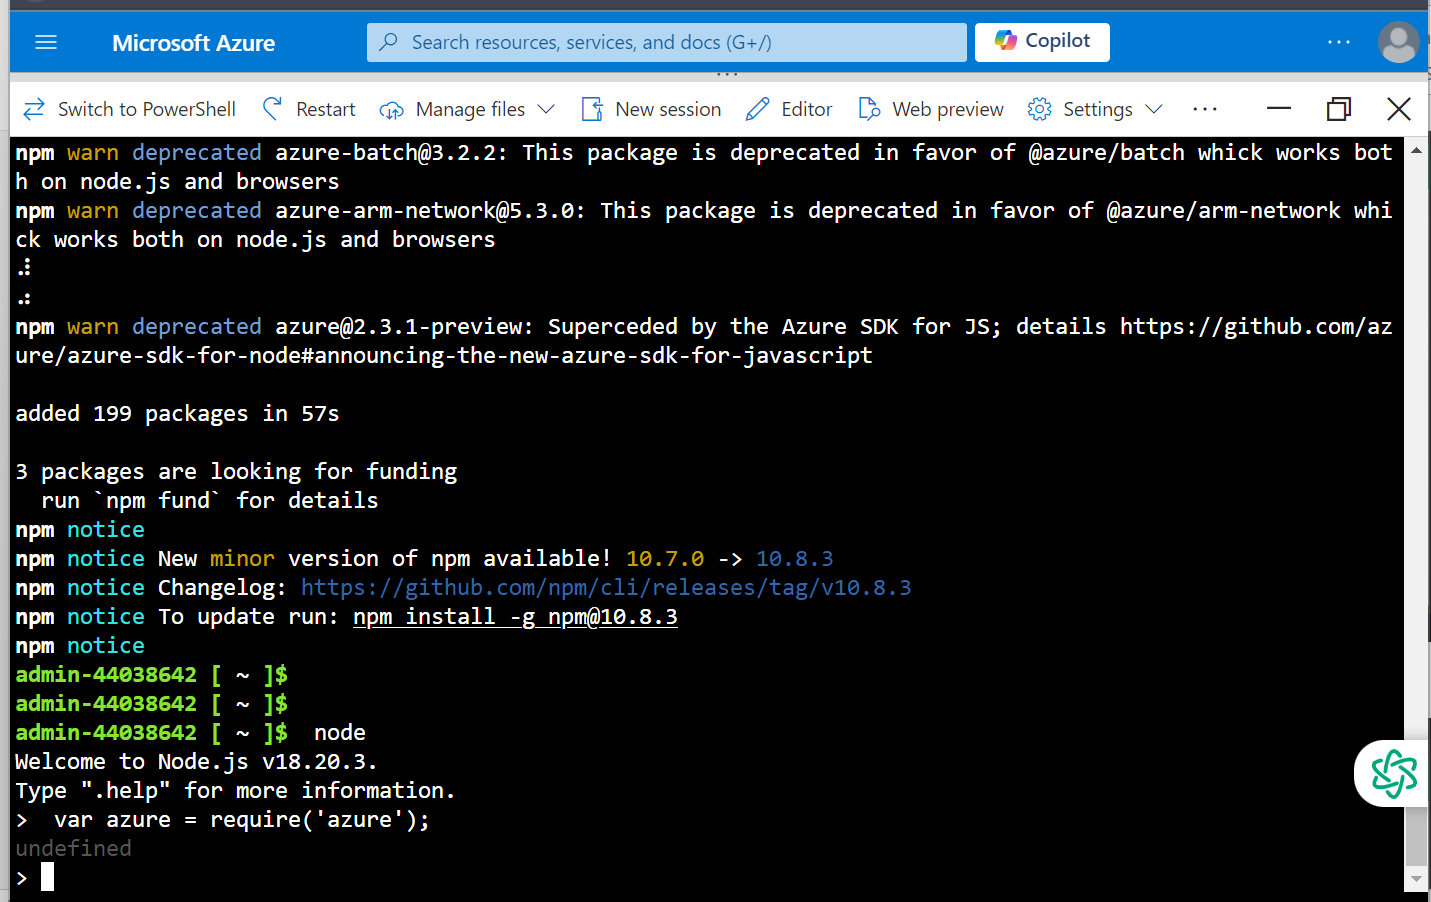 Microsoft Azure
Search resources, services, and docs (G+/)
Copilot
Switch to PowerShell
Restart
Manage files
New session
Editor
Web preview
Settings
npm warn deprecated azure-batch@3.2.2: This package is deprecated in favor of @azure/batch whick works bot
h on node.js and browsers
npm warn deprecated azure-arm-network@5.3.0: This package is deprecated in favor of @azure/arm-network whi
ck works both on node.js and browsers
npm warn deprecated azure@2.3.1-preview: Superceded by the Azure SDK for JS; details https://github.com/az
ure/azure-sdk-for-node#announcing-the-new-azure-sdk-for-javascript
added 199 packages in 57s
3 packages are looking for funding
run `npm fund` for details
npm notice
npm notice New minor version of npm available! 10.7.0 -> 10.8.3
npm notice Changelog: https://github.com/npm/cli/releases/tag/v10.8.3
npm notice To update run: npm install -g npm@10.8.3
npm notice
admin-44038642 [ ~ ]$
admin-44038642 [ ~ ]$
admin-44038642 [ ~ ]$  node
Welcome to Node.js v18.20.3.
Type ".help" for more information.
>  var azure = require('azure');
undefined
>